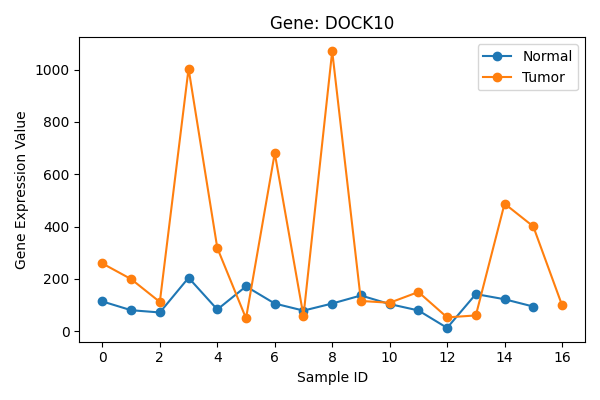 Gene: DOCK10
Normal
Tumor
Gene Expression Value
1000
800
600
400
200
0
0 2 4 6 8 10 12 14 16
Sample ID